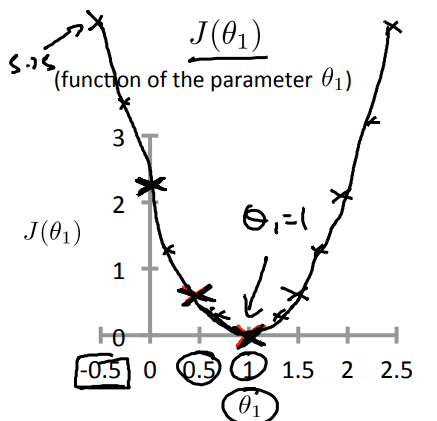 J(θ₁)
5.25
(function of the parameter θ₁)
3
θ₁=1
2
J(θ₁)
1
0
-0.5 0 0.5 1 1.5 2 2.5
θ₁